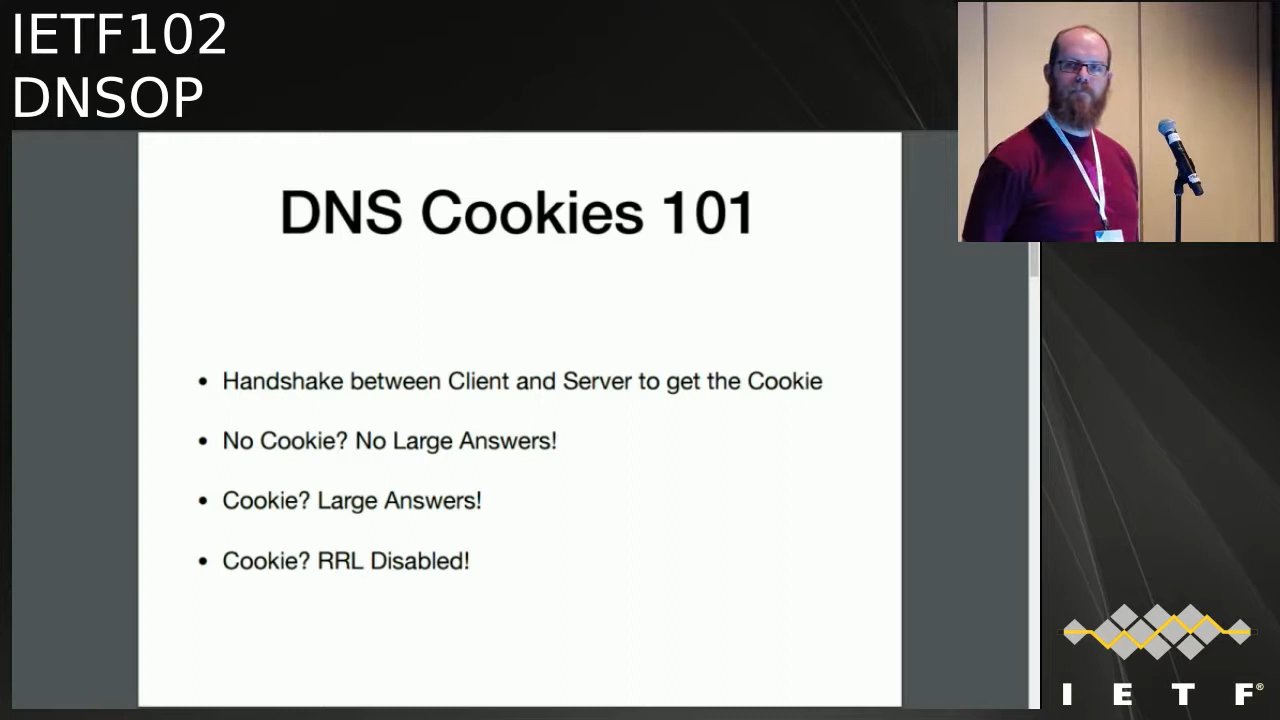 IETF102
DNSOP
DNS Cookies 101
• Handshake between Client and Server to get the Cookie
• No Cookie? No Large Answers!
• Cookie? Large Answers!
• Cookie? RRL Disabled!
I E T F®